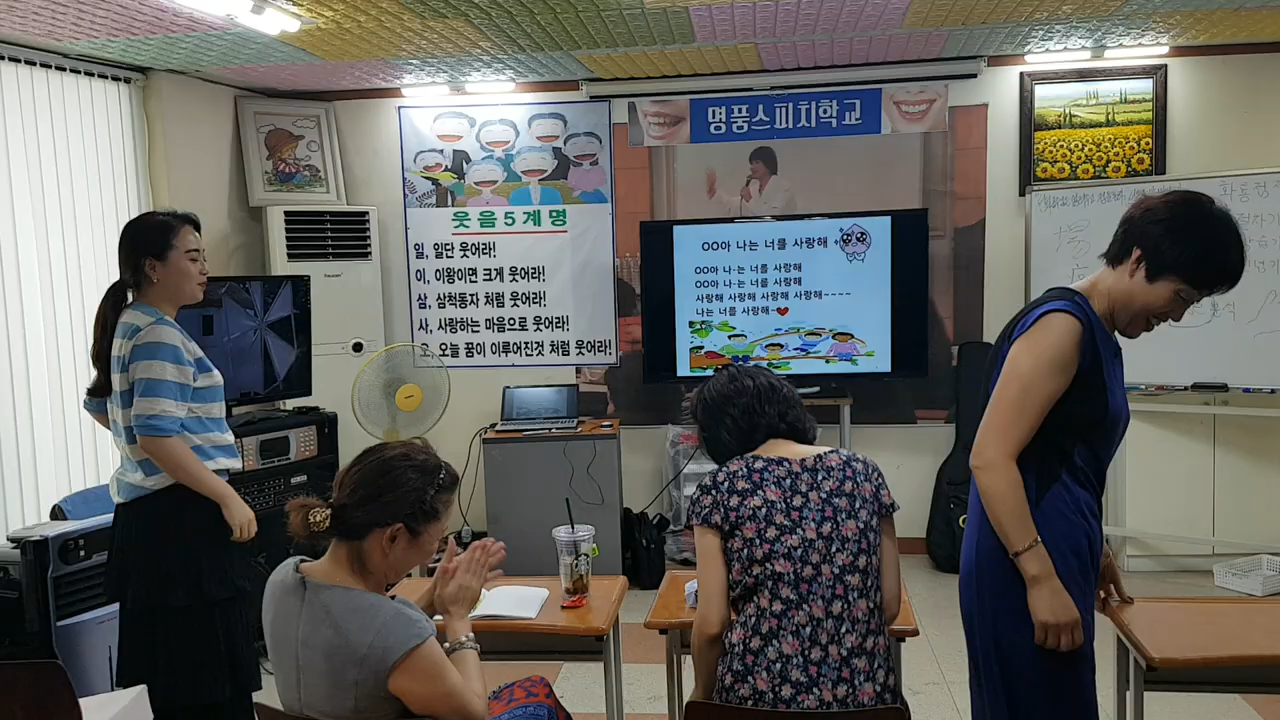 명품스피치학교
웃음5계명
일, 일단 웃어라!
이, 이왕이면 크게 웃어라!
삼, 삼척동자 처럼 웃어라!
사, 사랑하는 마음으로 웃어라!
오, 오늘 꿈이 이루어진것 처럼 웃어라!
OO아 나는 너를 사랑해
OO아 나는 너를 사랑해
OO아 나는 너를 사랑해
사랑해 사랑해 사랑해 사랑해~~~~
나는 너를 사랑해~